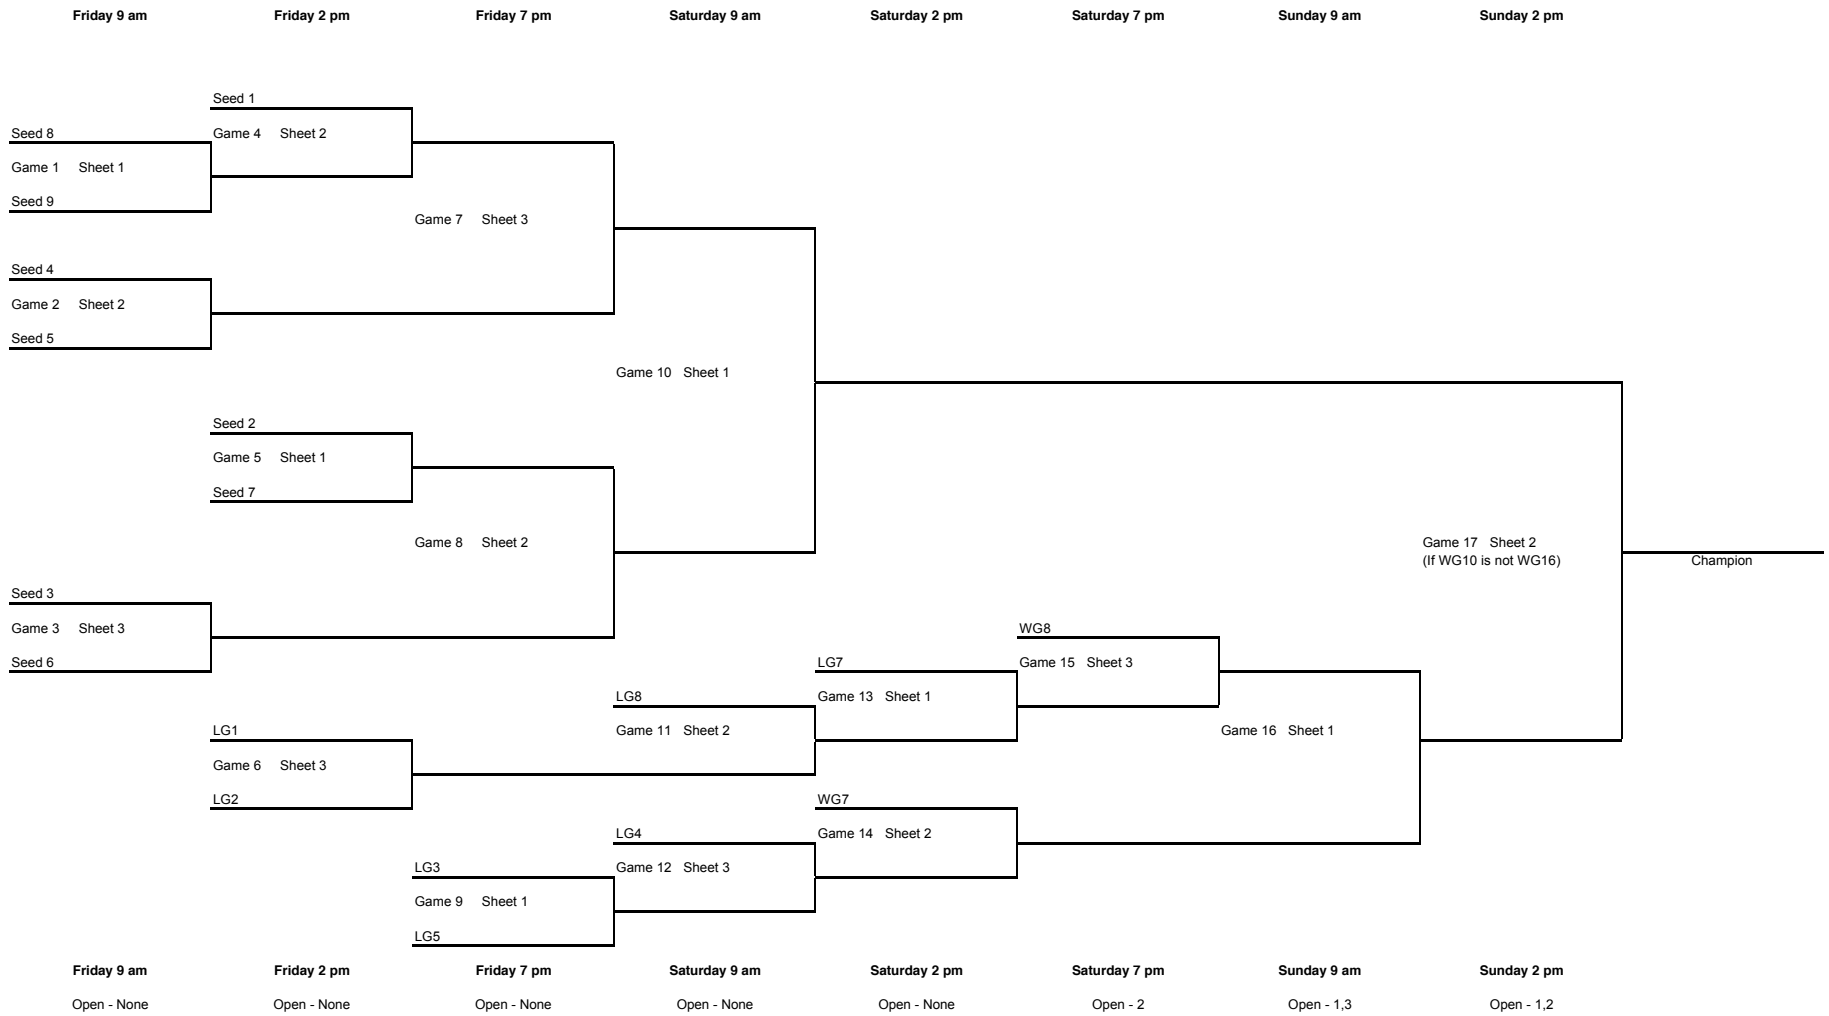 Friday 9 am Friday 2 pm Friday 7 pm Saturday 9 am Saturday 2 pm Saturday 7 pm Sunday 9 am Sunday 2 pm
Seed 1
Seed 8 Game 4 Sheet 2
Game 1 Sheet 1
Seed 9
Game 7 Sheet 3
Seed 4
Game 2 Sheet 2
Seed 5
Game 10 Sheet 1
Seed 2
Game 5 Sheet 1
Seed 7
Game 8 Sheet 2 Game 17 Sheet 2
(If WG10 is not WG16) Champion
Seed 3
Game 3 Sheet 3 WG8
Seed 6 LG7 Game 15 Sheet 3
LG8 Game 13 Sheet 1
LG1 Game 11 Sheet 2 Game 16 Sheet 1
Game 6 Sheet 3
LG2 WG7
LG4 Game 14 Sheet 2
LG3 Game 12 Sheet 3
Game 9 Sheet 1
LG5
Friday 9 am Friday 2 pm Friday 7 pm Saturday 9 am Saturday 2 pm Saturday 7 pm Sunday 9 am Sunday 2 pm
Open - None Open - None Open - None Open - None Open - None Open - 2 Open - 1,3 Open - 1,2